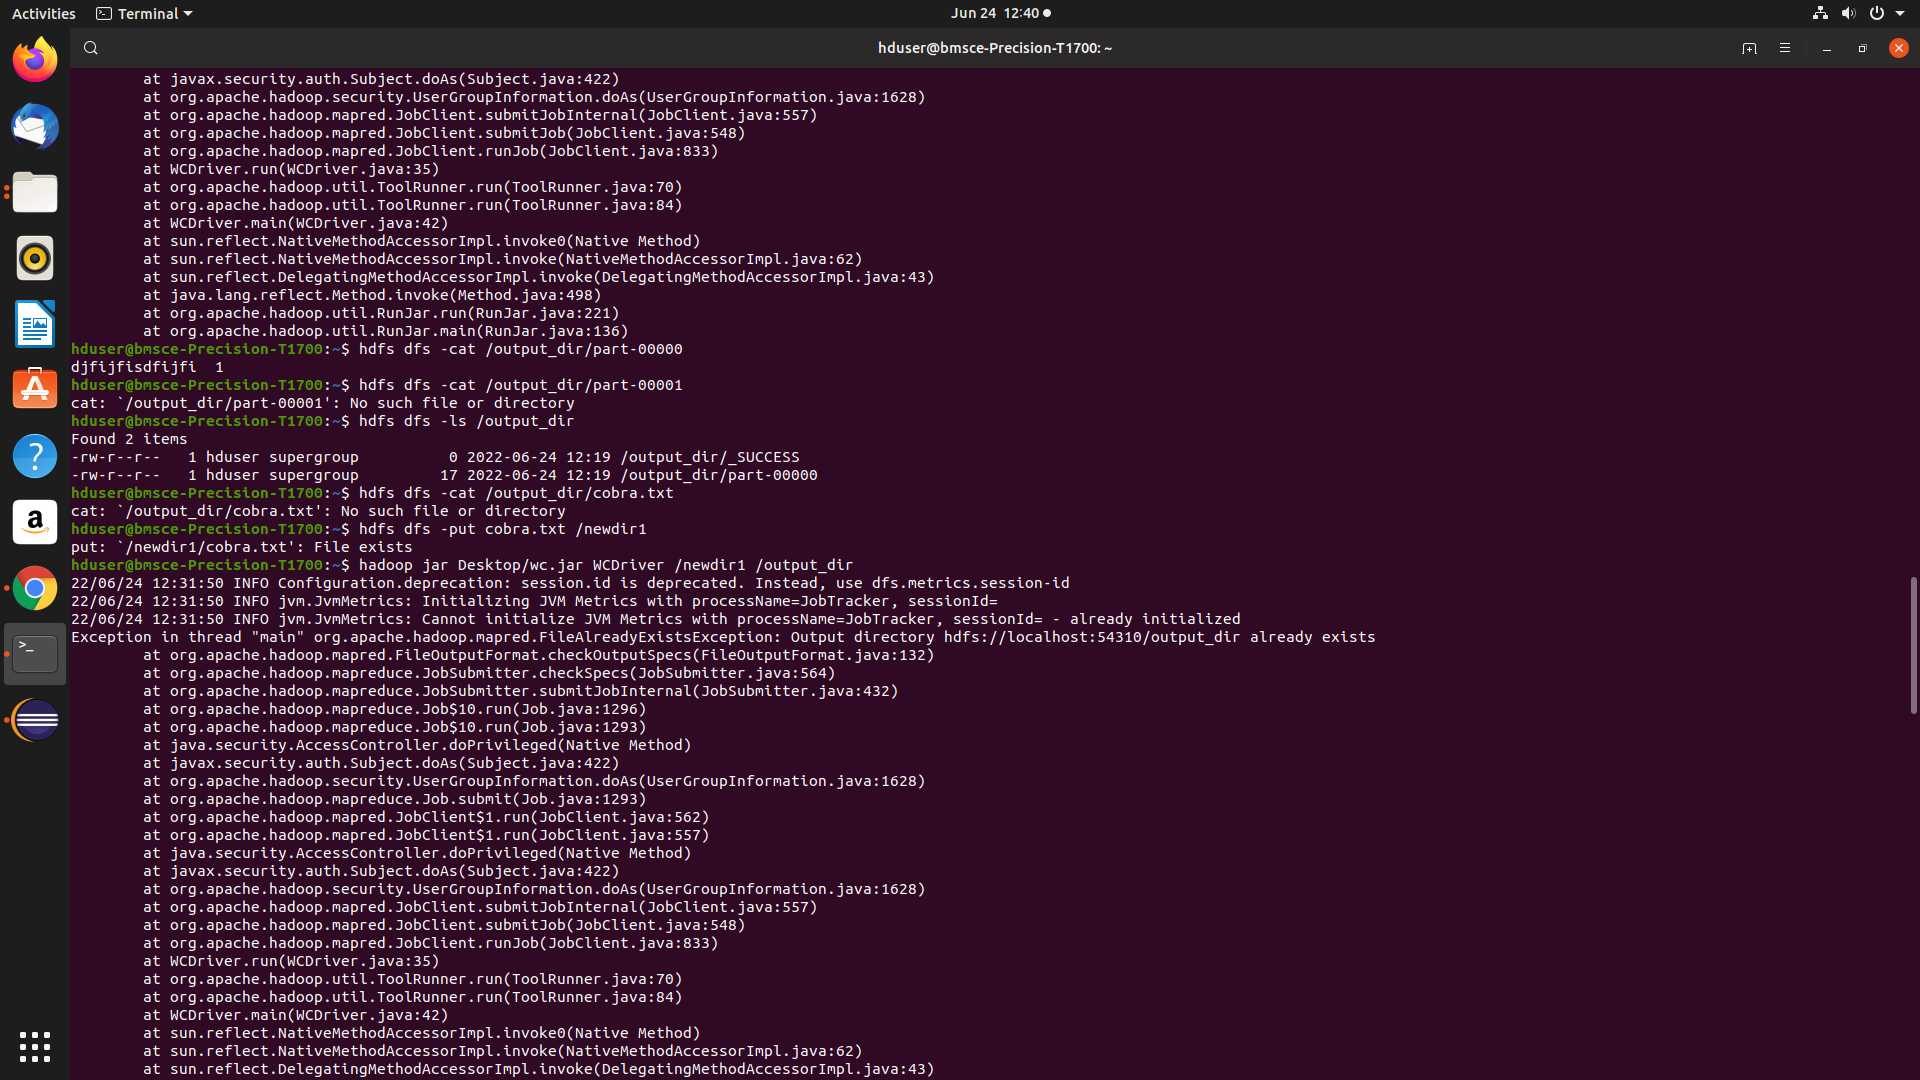 Activities
Terminal
Jun 24 12:40
hduser@bmsce-Precision-T1700: ~
at javax.security.auth.Subject.doAs(Subject.java:422)
at org.apache.hadoop.security.UserGroupInformation.doAs(UserGroupInformation.java:1628)
at org.apache.hadoop.mapred.JobClient.submitJobInternal(JobClient.java:557)
at org.apache.hadoop.mapred.JobClient.submitJob(JobClient.java:548)
at org.apache.hadoop.mapred.JobClient.runJob(JobClient.java:833)
at WCDriver.run(WCDriver.java:35)
at org.apache.hadoop.util.ToolRunner.run(ToolRunner.java:70)
at org.apache.hadoop.util.ToolRunner.run(ToolRunner.java:84)
at WCDriver.main(WCDriver.java:42)
at sun.reflect.NativeMethodAccessorImpl.invoke0(Native Method)
at sun.reflect.NativeMethodAccessorImpl.invoke(NativeMethodAccessorImpl.java:62)
at sun.reflect.DelegatingMethodAccessorImpl.invoke(DelegatingMethodAccessorImpl.java:43)
at java.lang.reflect.Method.invoke(Method.java:498)
at org.apache.hadoop.util.RunJar.run(RunJar.java:221)
at org.apache.hadoop.util.RunJar.main(RunJar.java:136)
hduser@bmsce-Precision-T1700:~$ hdfs dfs -cat /output_dir/part-00000
djfijfisdfijfi  1
hduser@bmsce-Precision-T1700:~$ hdfs dfs -cat /output_dir/part-00001
cat: `/output_dir/part-00001': No such file or directory
hduser@bmsce-Precision-T1700:~$ hdfs dfs -ls /output_dir
Found 2 items
-rw-r--r--   1 hduser supergroup          0 2022-06-24 12:19 /output_dir/_SUCCESS
-rw-r--r--   1 hduser supergroup         17 2022-06-24 12:19 /output_dir/part-00000
hduser@bmsce-Precision-T1700:~$ hdfs dfs -cat /output_dir/cobra.txt
cat: `/output_dir/cobra.txt': No such file or directory
hduser@bmsce-Precision-T1700:~$ hdfs dfs -put cobra.txt /newdir1
put: `/newdir1/cobra.txt': File exists
hduser@bmsce-Precision-T1700:~$ hadoop jar Desktop/wc.jar WCDriver /newdir1 /output_dir
22/06/24 12:31:50 INFO Configuration.deprecation: session.id is deprecated. Instead, use dfs.metrics.session-id
22/06/24 12:31:50 INFO jvm.JvmMetrics: Initializing JVM Metrics with processName=JobTracker, sessionId=
22/06/24 12:31:50 INFO jvm.JvmMetrics: Cannot initialize JVM Metrics with processName=JobTracker, sessionId= - already initialized
Exception in thread "main" org.apache.hadoop.mapred.FileAlreadyExistsException: Output directory hdfs://localhost:54310/output_dir already exists
at org.apache.hadoop.mapred.FileOutputFormat.checkOutputSpecs(FileOutputFormat.java:132)
at org.apache.hadoop.mapreduce.JobSubmitter.checkSpecs(JobSubmitter.java:564)
at org.apache.hadoop.mapreduce.JobSubmitter.submitJobInternal(JobSubmitter.java:432)
at org.apache.hadoop.mapreduce.Job$10.run(Job.java:1296)
at org.apache.hadoop.mapreduce.Job$10.run(Job.java:1293)
at java.security.AccessController.doPrivileged(Native Method)
at javax.security.auth.Subject.doAs(Subject.java:422)
at org.apache.hadoop.security.UserGroupInformation.doAs(UserGroupInformation.java:1628)
at org.apache.hadoop.mapreduce.Job.submit(Job.java:1293)
at org.apache.hadoop.mapred.JobClient$1.run(JobClient.java:562)
at org.apache.hadoop.mapred.JobClient$1.run(JobClient.java:557)
at java.security.AccessController.doPrivileged(Native Method)
at javax.security.auth.Subject.doAs(Subject.java:422)
at org.apache.hadoop.security.UserGroupInformation.doAs(UserGroupInformation.java:1628)
at org.apache.hadoop.mapred.JobClient.submitJobInternal(JobClient.java:557)
at org.apache.hadoop.mapred.JobClient.submitJob(JobClient.java:548)
at org.apache.hadoop.mapred.JobClient.runJob(JobClient.java:833)
at WCDriver.run(WCDriver.java:35)
at org.apache.hadoop.util.ToolRunner.run(ToolRunner.java:70)
at org.apache.hadoop.util.ToolRunner.run(ToolRunner.java:84)
at WCDriver.main(WCDriver.java:42)
at sun.reflect.NativeMethodAccessorImpl.invoke0(Native Method)
at sun.reflect.NativeMethodAccessorImpl.invoke(NativeMethodAccessorImpl.java:62)
at sun.reflect.DelegatingMethodAccessorImpl.invoke(DelegatingMethodAccessorImpl.java:43)